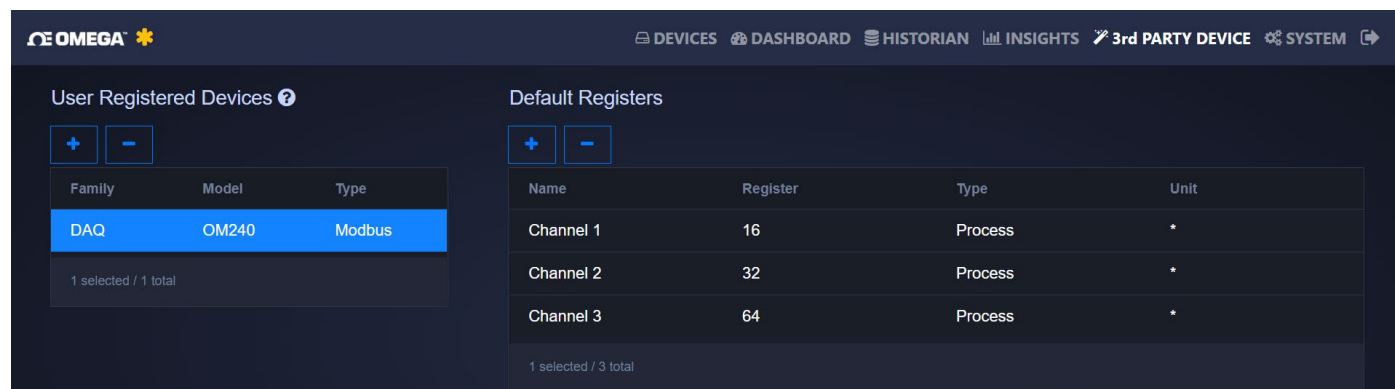 OMEGA™ DEVICES DASHBOARD HISTORIAN INSIGHTS 3rd PARTY DEVICE SYSTEM
User Registered Devices ?
+ −
Family Model Type
DAQ OM240 Modbus
1 selected / 1 total
Default Registers
+ −
Name Register Type Unit
Channel 1 16 Process *
Channel 2 32 Process *
Channel 3 64 Process *
1 selected / 3 total